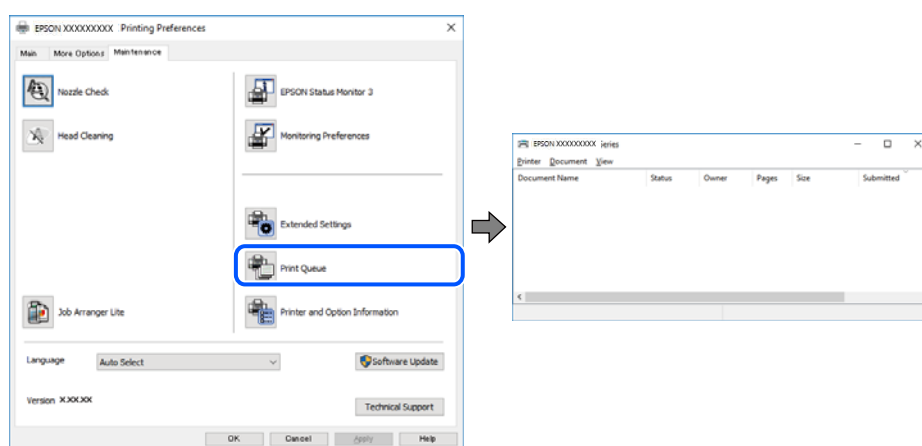 EPSON XXXXXXXXX Printing Preferences
Main More Options Maintenance
Nozzle Check
EPSON Status Monitor 3
Head Cleaning
Monitoring Preferences
Extended Settings
Print Queue
Job Arranger Lite
Printer and Option Information
Language Auto Select
Software Update
Version X.XX.XX
Technical Support
OK Cancel Apply Help
EPSON XXXXXXXXX ieries
Printer Document View
Document Name Status Owner Pages Size Submitted